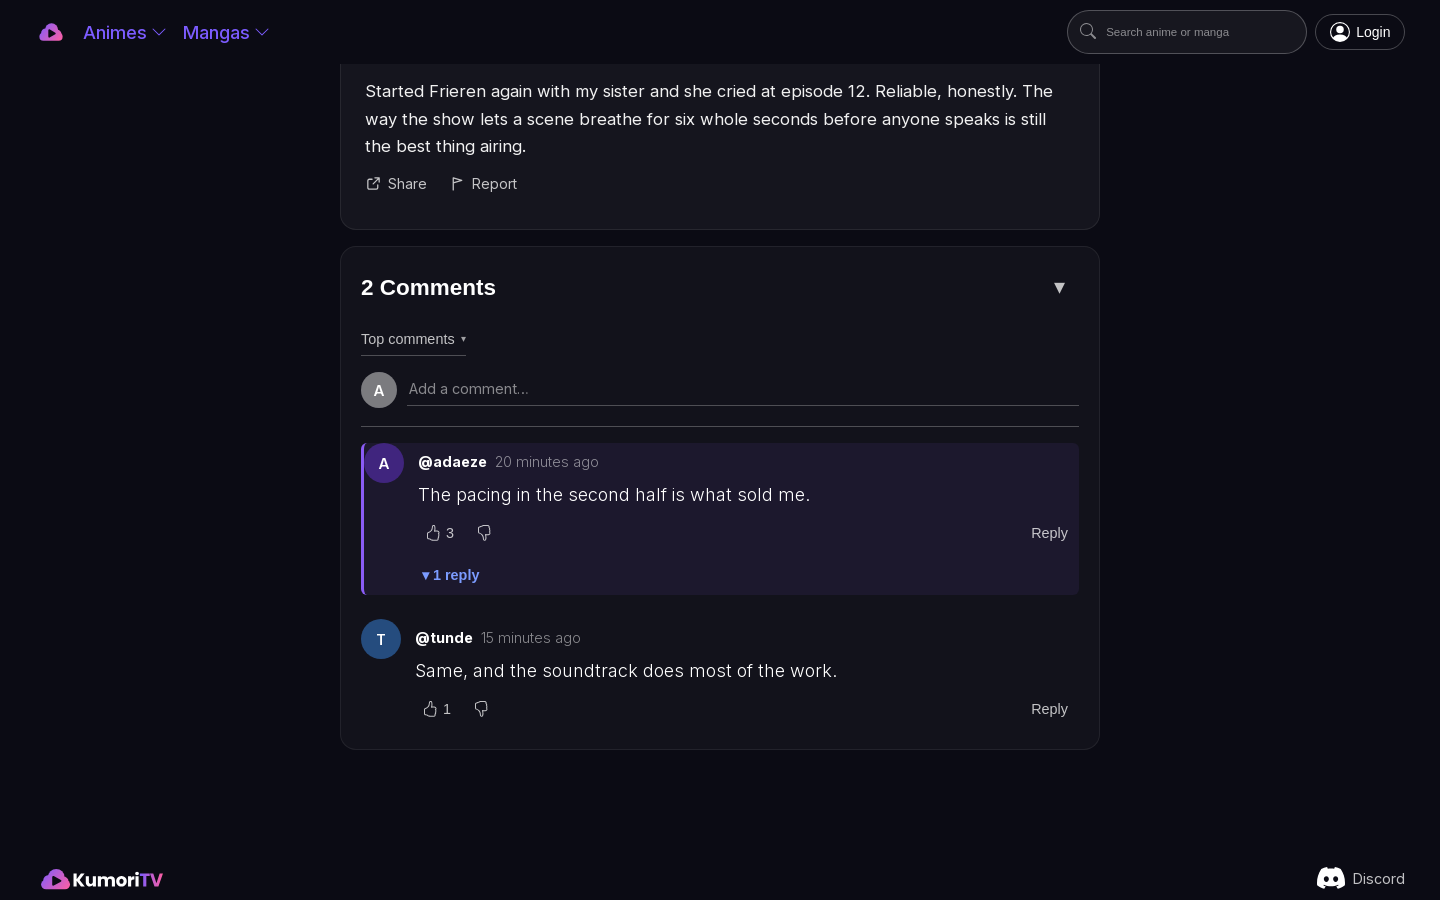 Animes Mangas Search anime or manga Login
Started Frieren again with my sister and she cried at episode 12. Reliable, honestly. The
way the show lets a scene breathe for six whole seconds before anyone speaks is still
the best thing airing.
Share Report
2 Comments ▼
Top comments ▾
A Add a comment...
A @adaeze 20 minutes ago
The pacing in the second half is what sold me.
3 Reply
▾ 1 reply
T @tunde 15 minutes ago
Same, and the soundtrack does most of the work.
1 Reply
KumoriTV Discord